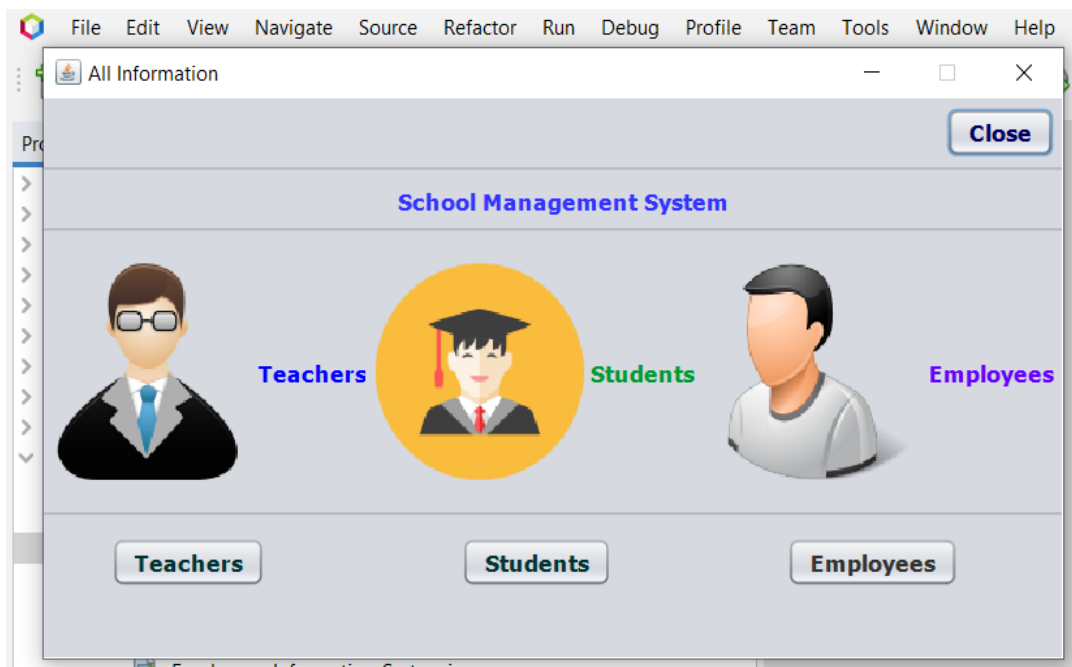 File Edit View Navigate Source Refactor Run Debug Profile Team Tools Window Help
All Information
Close
School Management System
Teachers Students Employees
Teachers Students Employees